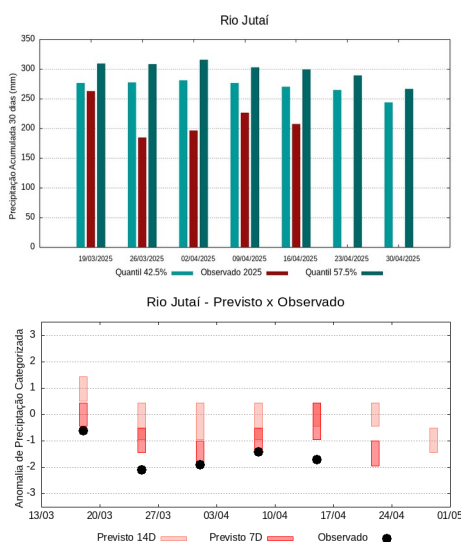 Rio Jutaí
Precipitação Acumulada 30 dias (mm)
350
300
250
200
150
100
50
0
19/03/2025 26/03/2025 02/04/2025 09/04/2025 16/04/2025 23/04/2025 30/04/2025
Quantil 42.5% Observado 2025 Quantil 57.5%
Rio Jutaí - Previsto x Observado
Anomalia de Precipitação Categorizada
3
2
1
0
-1
-2
-3
13/03 20/03 27/03 03/04 10/04 17/04 24/04 01/05
Previsto 14D Previsto 7D Observado